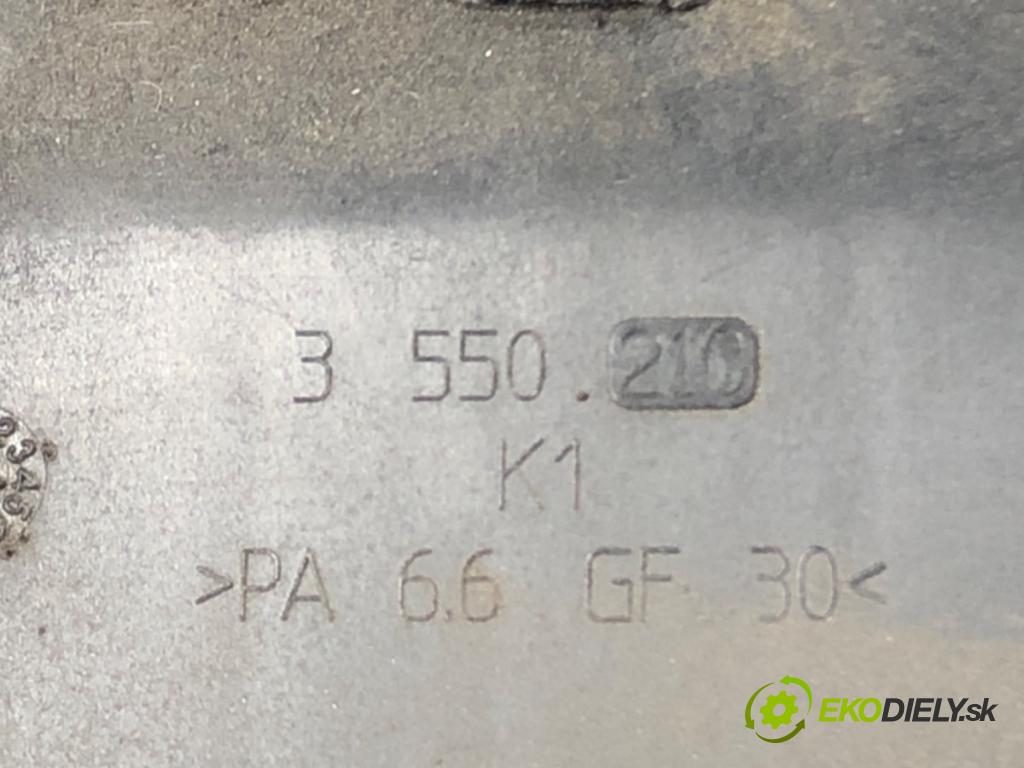 3 550.210
K1
>PA 6.6 GF 30<
EKODIELY.sk